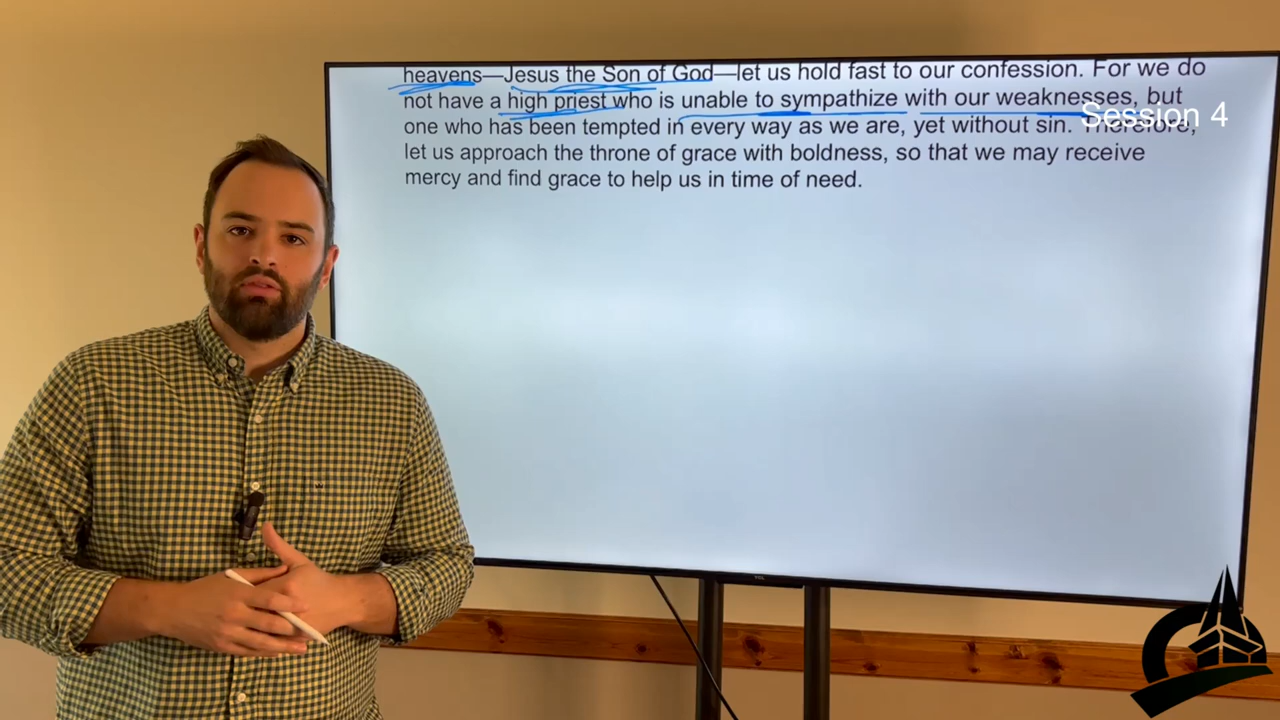 heavens—Jesus the Son of God—let us hold fast to our confession. For we do
not have a high priest who is unable to sympathize with our weaknesses, but
one who has been tempted in every way as we are, yet without sin. Therefore,
let us approach the throne of grace with boldness, so that we may receive
mercy and find grace to help us in time of need.
Session 4
TCL